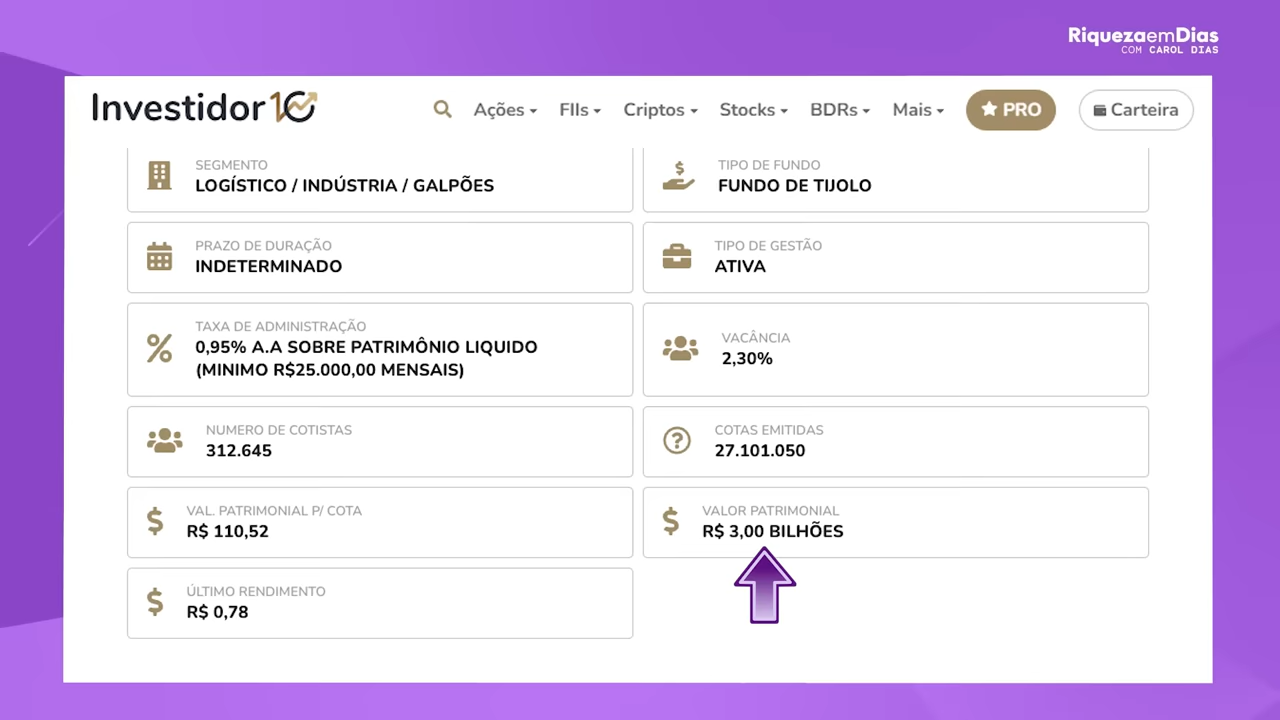 RiquezaemDias
COM CAROL DIAS
Investidor10
Ações
FIIs
Criptos
Stocks
BDRs
Mais
PRO
Carteira
SEGMENTO
LOGÍSTICO / INDÚSTRIA / GALPÕES
TIPO DE FUNDO
FUNDO DE TIJOLO
PRAZO DE DURAÇÃO
INDETERMINADO
TIPO DE GESTÃO
ATIVA
TAXA DE ADMINISTRAÇÃO
0,95% A.A SOBRE PATRIMÔNIO LIQUIDO
(MINIMO R$25.000,00 MENSAIS)
VACÂNCIA
2,30%
NUMERO DE COTISTAS
312.645
COTAS EMITIDAS
27.101.050
VAL. PATRIMONIAL P/ COTA
R$ 110,52
VALOR PATRIMONIAL
R$ 3,00 BILHÕES
ÚLTIMO RENDIMENTO
R$ 0,78